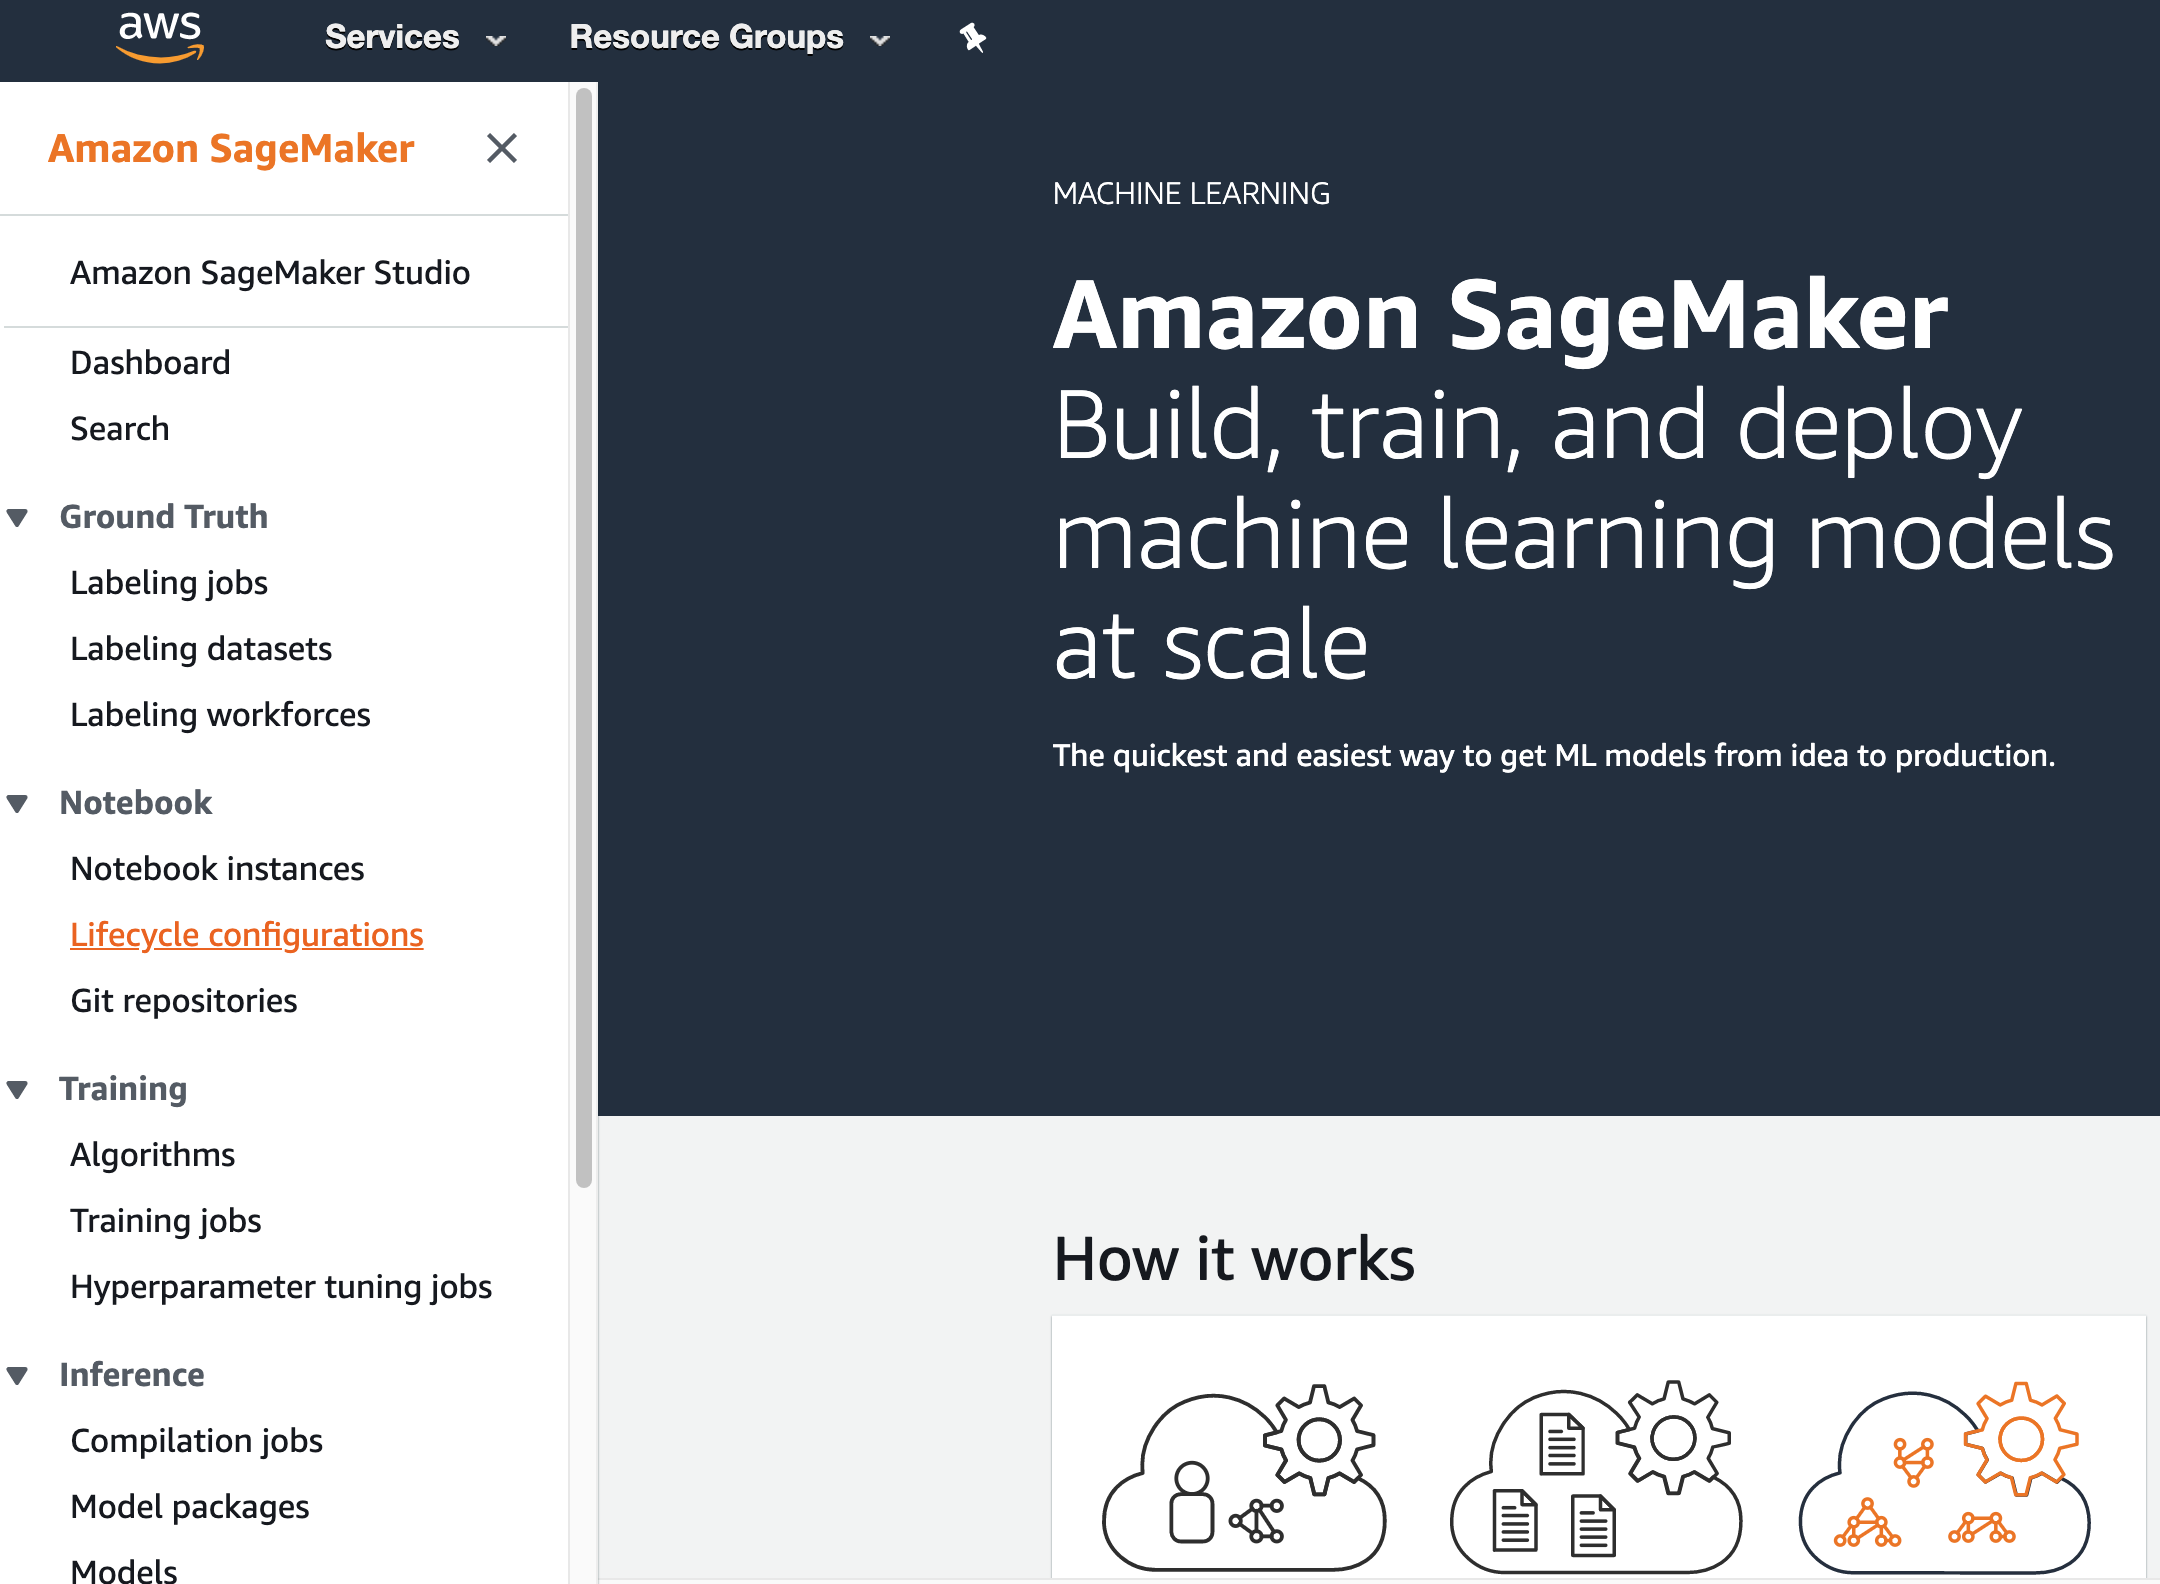 aws
Services
Resource Groups
Amazon SageMaker
Amazon SageMaker Studio
Dashboard
Search
Ground Truth
Labeling jobs
Labeling datasets
Labeling workforces
Notebook
Notebook instances
Lifecycle configurations
Git repositories
Training
Algorithms
Training jobs
Hyperparameter tuning jobs
Inference
Compilation jobs
Model packages
Models
MACHINE LEARNING
Amazon SageMaker
Build, train, and deploy
machine learning models
at scale
The quickest and easiest way to get ML models from idea to production.
How it works